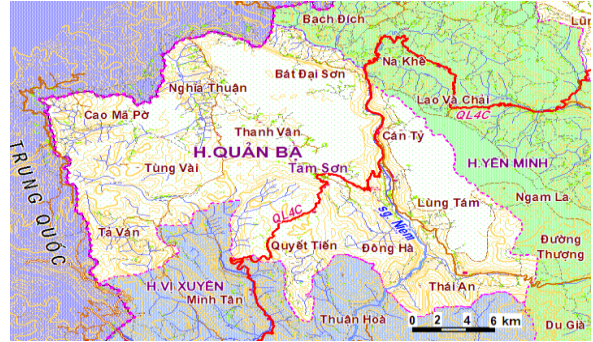 Bạch Đích
Lũn
Na Khê
Bát Đại Sơn
Nghĩa Thuận
Lao Và Chải
QL4C
Cao Mã Pờ
Thanh Vân
Cán Tỷ
H.QUẢN BẠ
H.YÊN MINH
Tùng Vài
Tam Sơn
TRUNG QUỐC
Ngam La
Lùng Tám
QL4C
sg. Niệm
Tả Ván
Quyết Tiến
Đông Hà
Đường
Thượng
H.VỊ XUYÊN
Thái An
Minh Tân
Thuận Hoà
0 2 4 6 km
Du Già